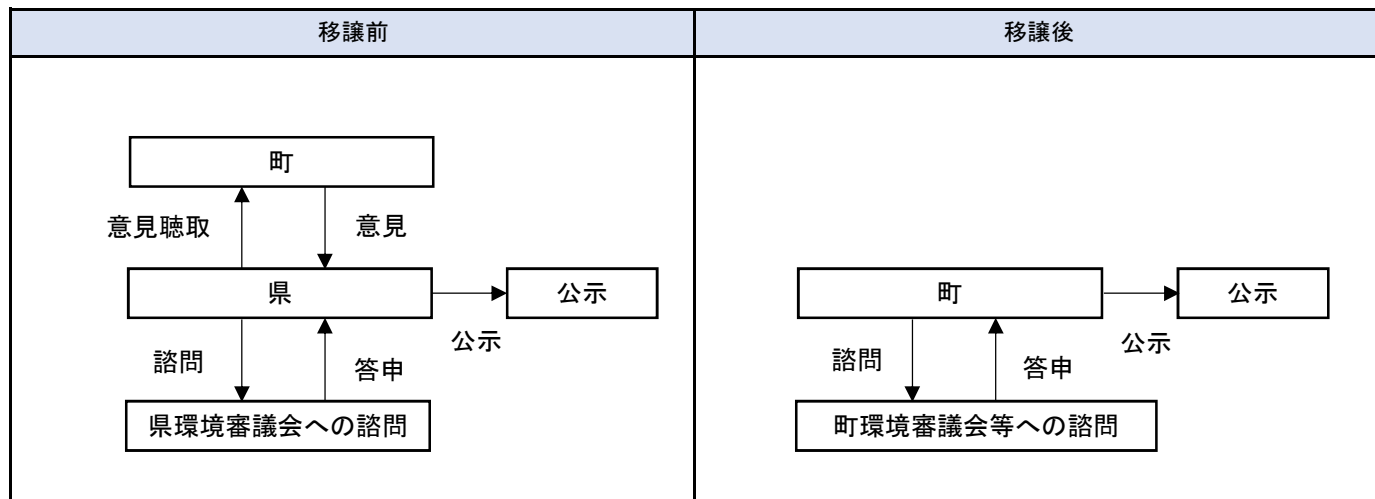 移譲前
移譲後
町
意見聴取
意見
県
公示
公示
諮問
答申
県環境審議会への諮問
町
公示
公示
諮問
答申
町環境審議会等への諮問